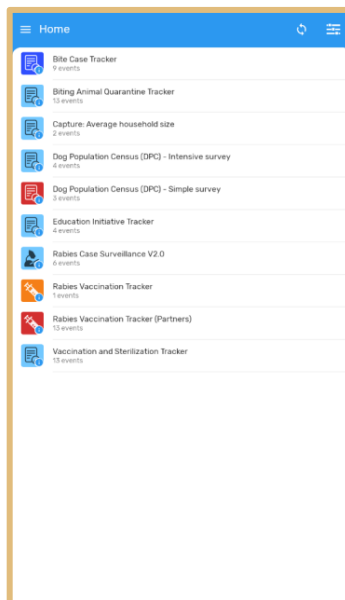 Home
Bite Case Tracker
9 events
Biting Animal Quarantine Tracker
13 events
Capture: Average household size
2 events
Dog Population Census (DPC) - Intensive survey
4 events
Dog Population Census (DPC) - Simple survey
3 events
Education Initiative Tracker
4 events
Rabies Case Surveillance V2.0
6 events
Rabies Vaccination Tracker
1 events
Rabies Vaccination Tracker (Partners)
13 events
Vaccination and Sterilization Tracker
13 events